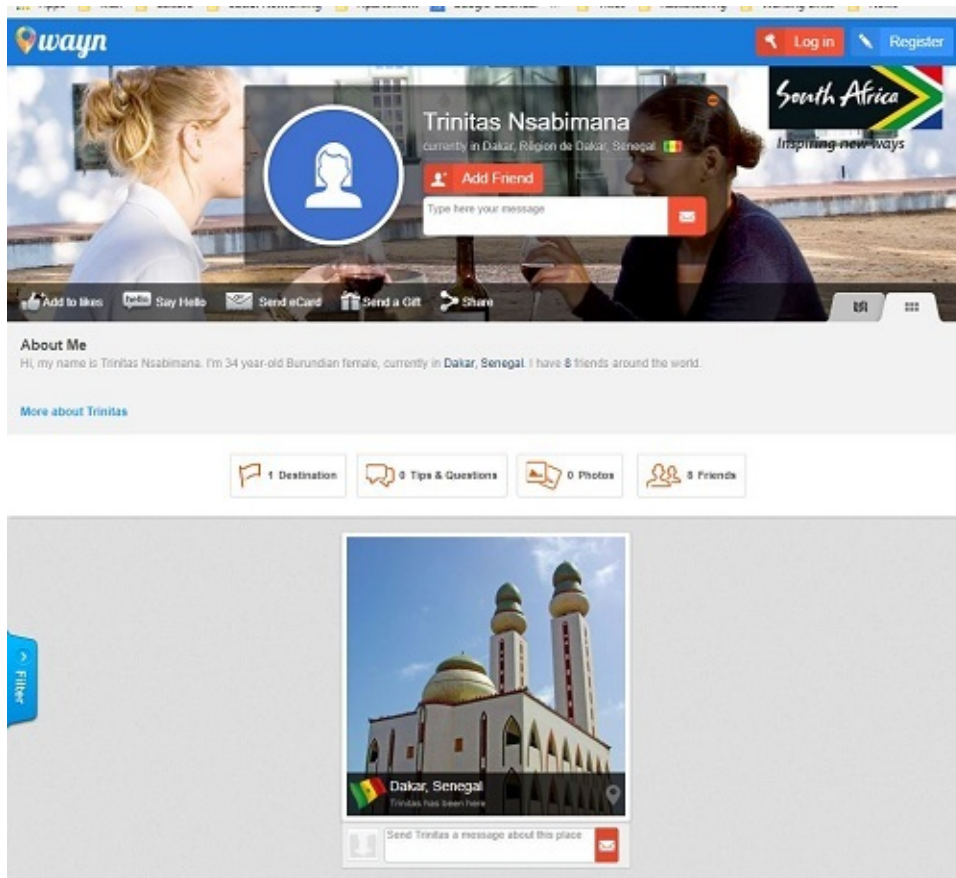 wayn
Log in
Register
South Africa
Inspiring new ways
Trinitas Nsabimana
currently in Dakar, Région de Dakar, Senegal
Add Friend
Type here your message
Add to likes
hello
Say Hello
Send eCard
Send a Gift
Share
About Me
Hi, my name is Trinitas Nsabimana. I'm 34 year-old Burundian female, currently in Dakar, Senegal. I have 8 friends around the world.
More about Trinitas
1 Destination
0 Tips & Questions
0 Photos
8 Friends
Filter
Dakar, Senegal
Trinitas has been here
Send Trinitas a message about this place